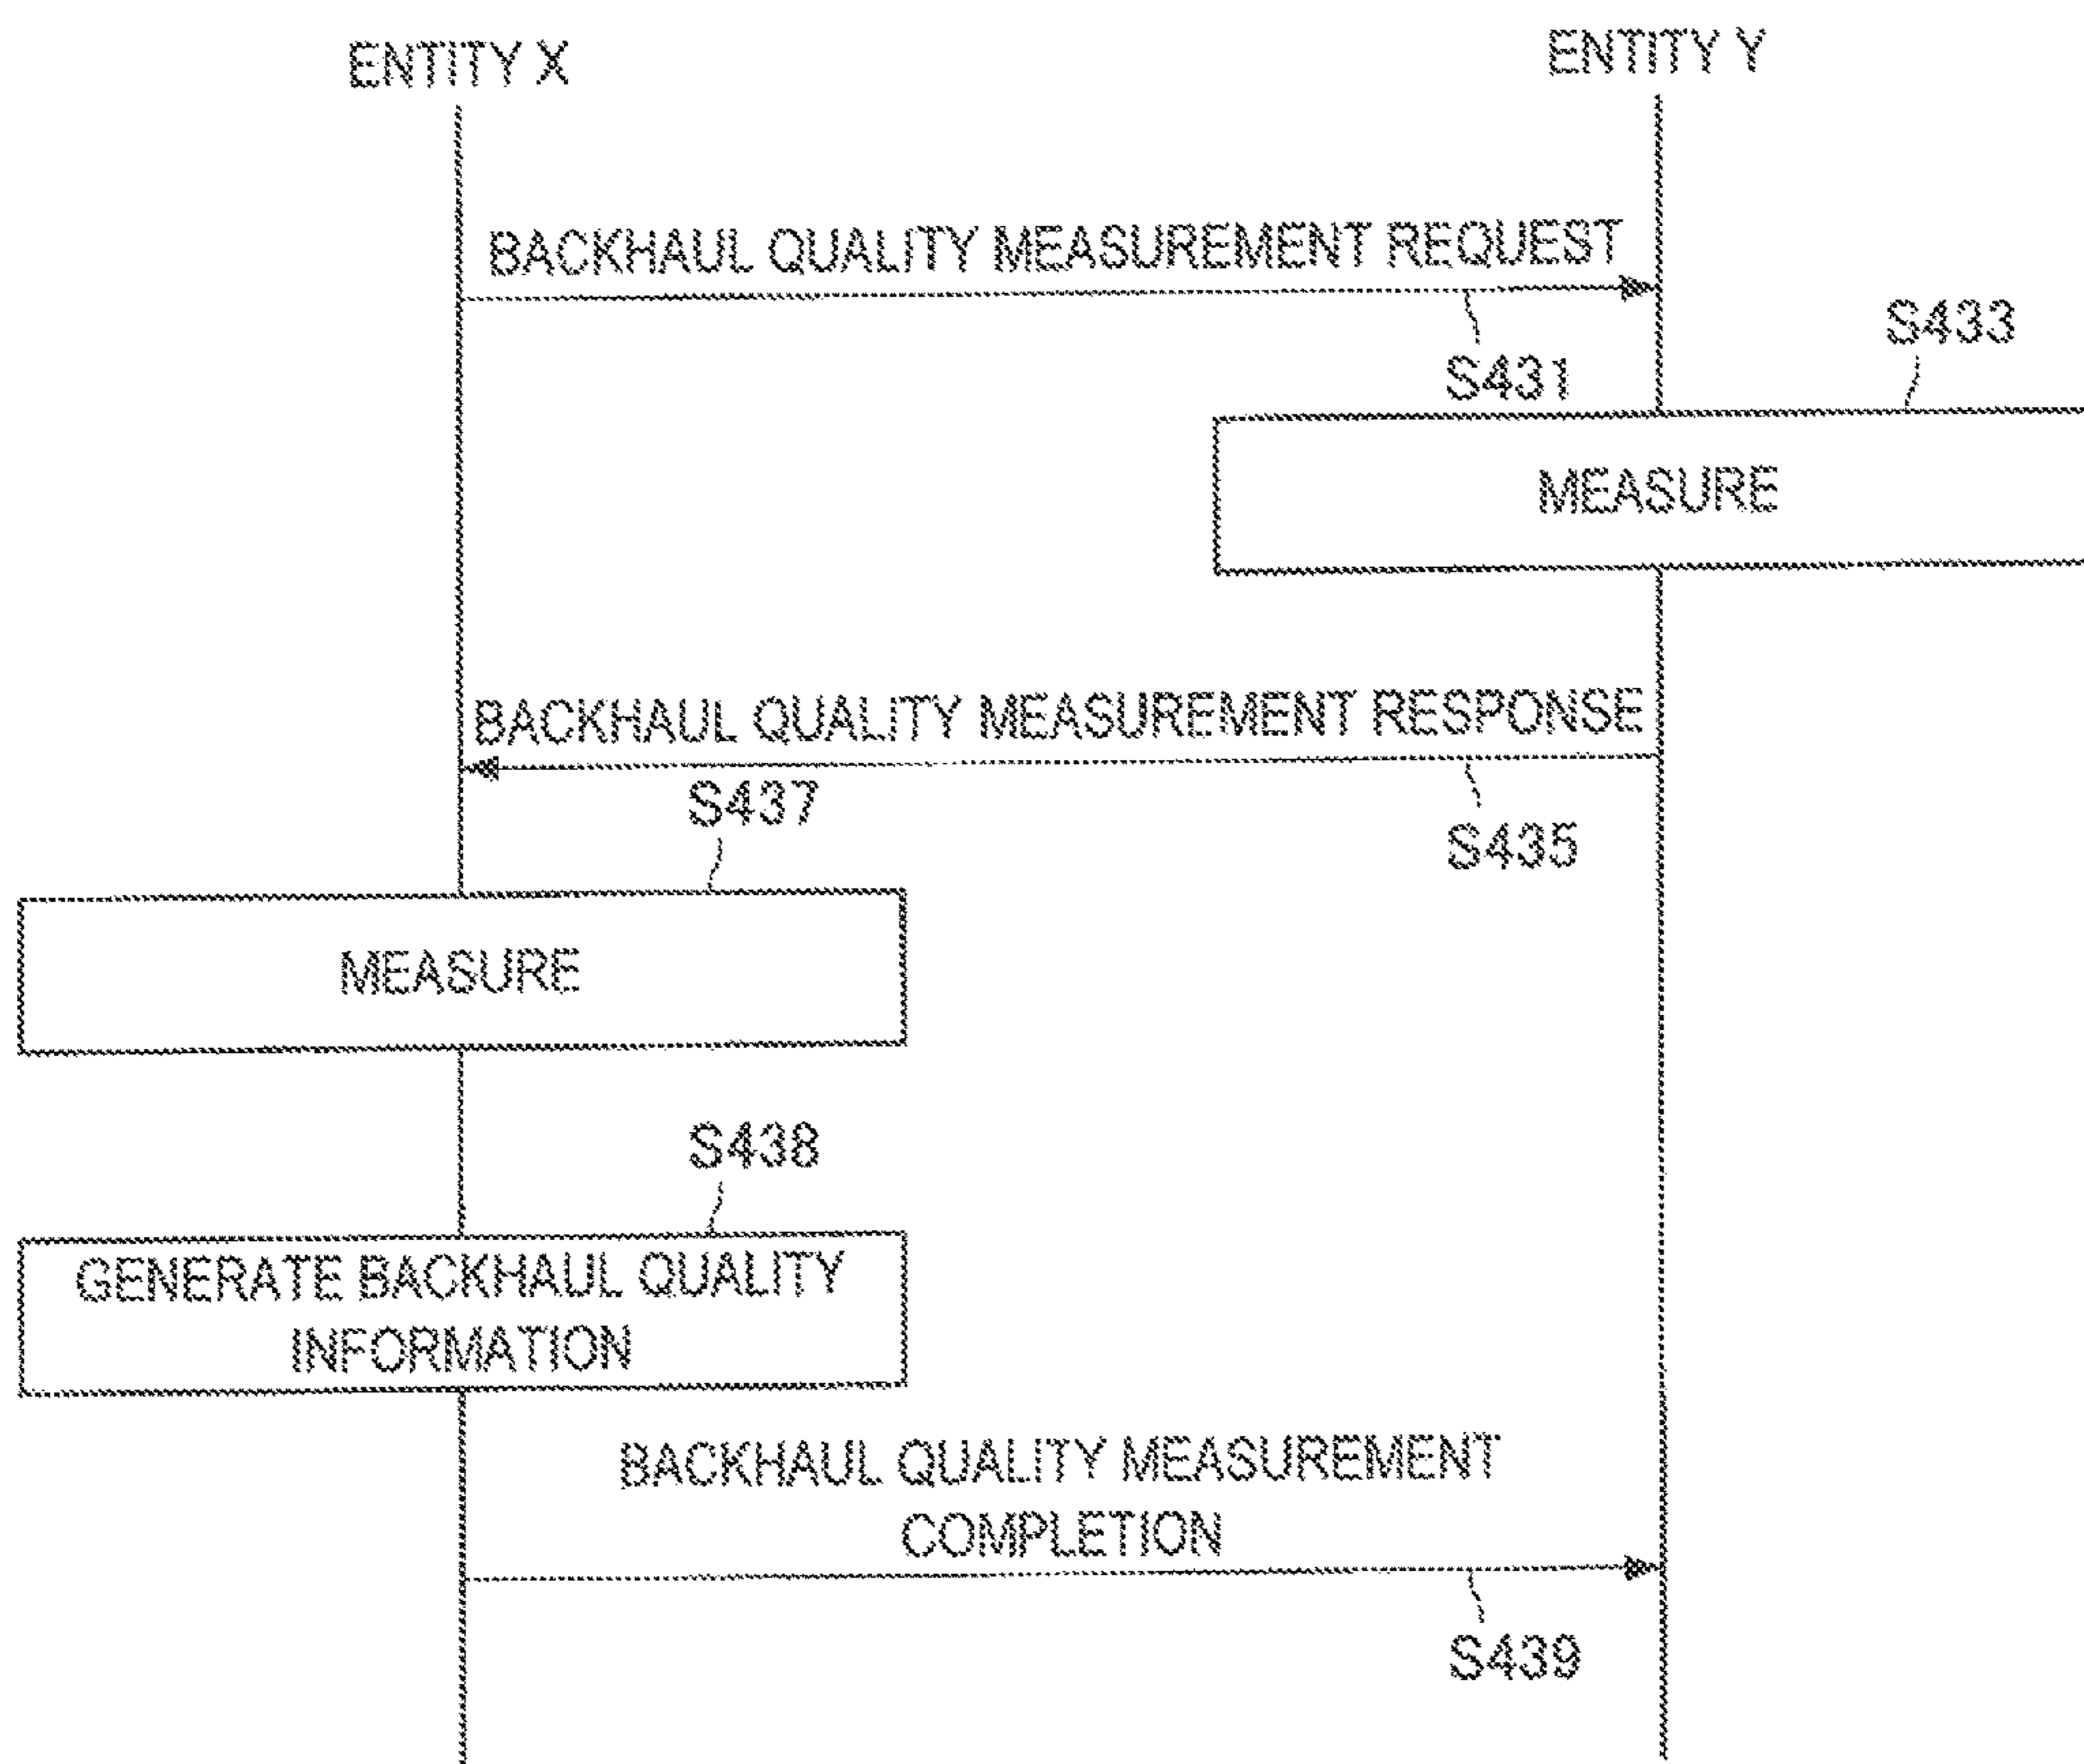 ENTITY X
ENTITY Y
BACKHAUL QUALITY MEASUREMENT REQUEST
S431
S433
MEASURE
BACKHAUL QUALITY MEASUREMENT RESPONSE
S435
S437
MEASURE
S438
GENERATE BACKHAUL QUALITY
INFORMATION
BACKHAUL QUALITY MEASUREMENT
COMPLETION
S439